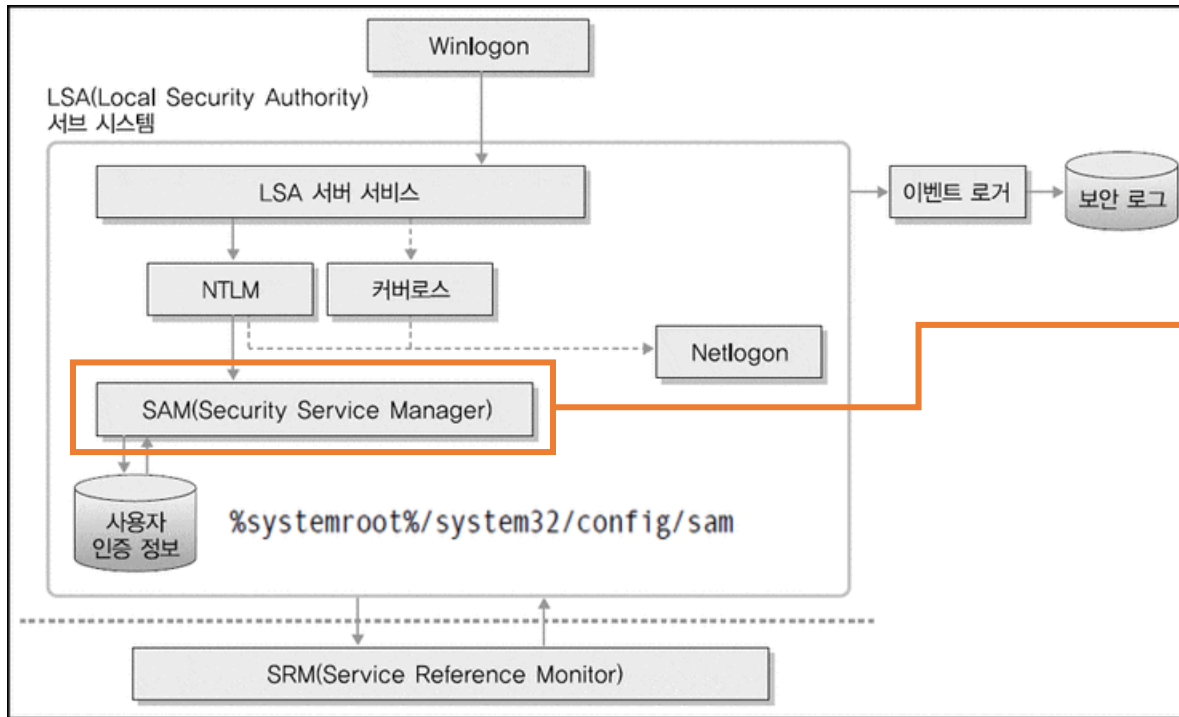 Winlogon
LSA(Local Security Authority)
서브 시스템
LSA 서버 서비스
이벤트 로거
보안 로그
NTLM
커버로스
Netlogon
SAM(Security Service Manager)
사용자
인증 정보
%systemroot%/system32/config/sam
SRM(Service Reference Monitor)